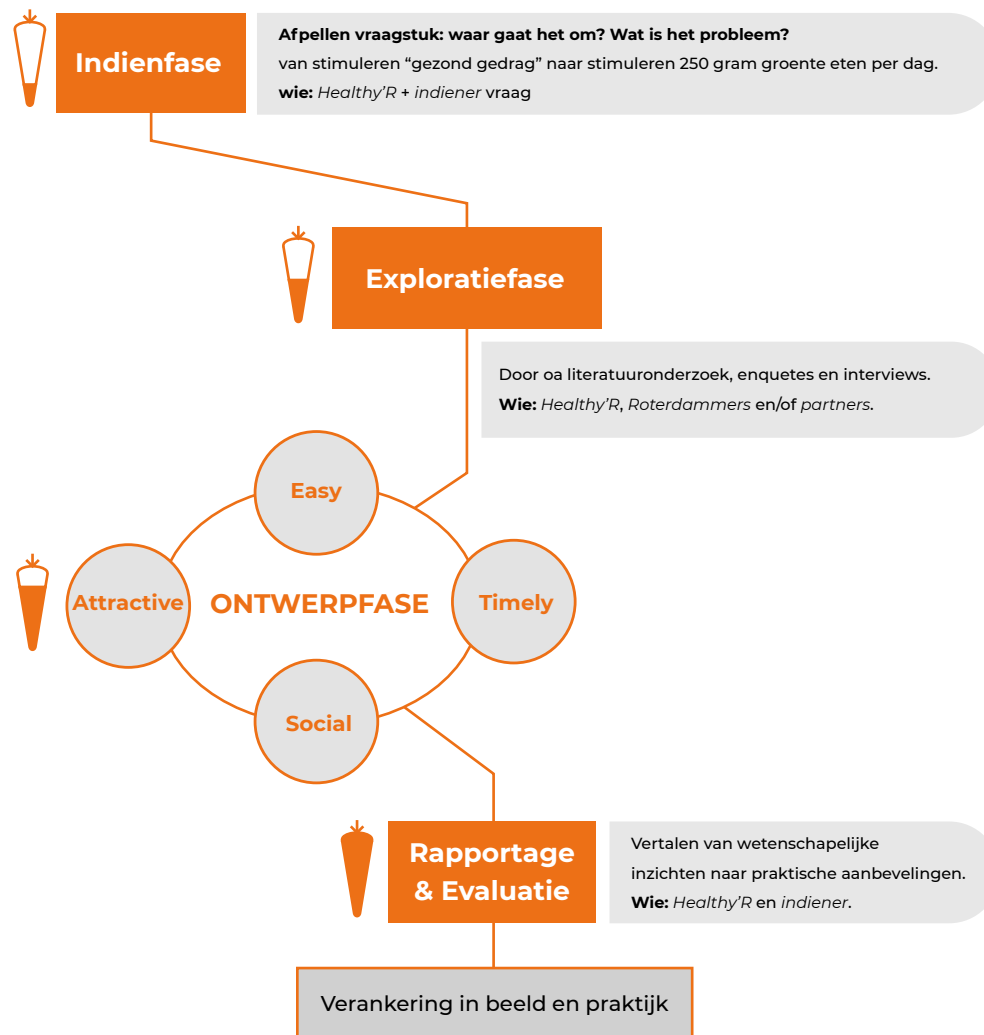 Indienfase
Afpellen vraagstuk: waar gaat het om? Wat is het probleem?
van stimuleren “gezond gedrag” naar stimuleren 250 gram groente eten per dag.
wie: Healthy’R + indiener vraag
Exploratiefase
Door oa literatuuronderzoek, enquetes en interviews.
Wie: Healthy’R, Roterdammers en/of partners.
Easy
Attractive
ONTWERPFASE
Timely
Social
Rapportage
& Evaluatie
Vertalen van wetenschapelijke
inzichten naar praktische aanbevelingen.
Wie: Healthy’R en indiener.
Verankering in beeld en praktijk